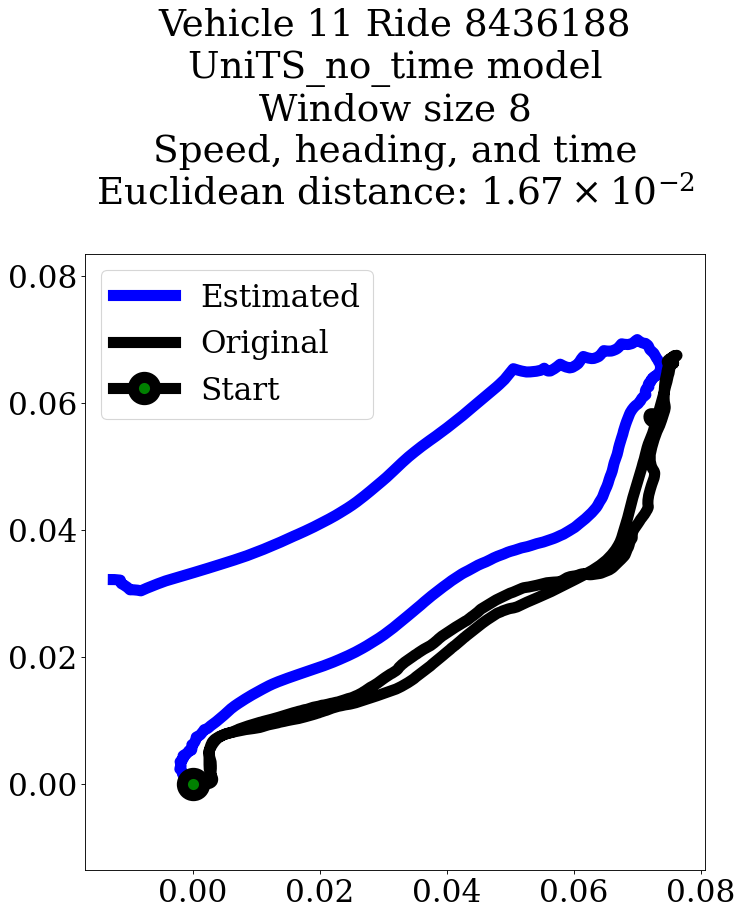 Vehicle 11 Ride 8436188
UniTS_no_time model
Window size 8
Speed, heading, and time
Euclidean distance: 1.67 × 10⁻²
0.08
Estimated
Original
Start
0.06
0.04
0.02
0.00
0.00 0.02 0.04 0.06 0.08